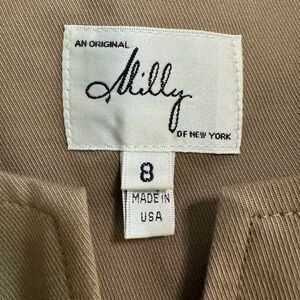 AN ORIGINAL
Milly
OF NEW YORK
8
MADE IN
USA